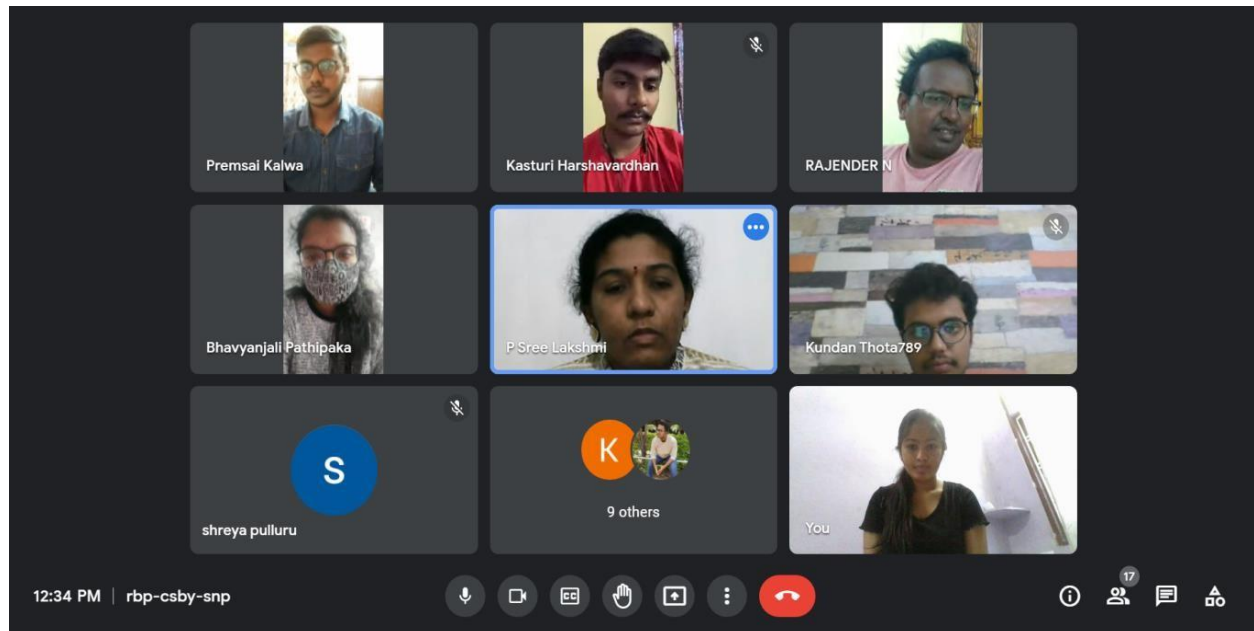 Premsai Kalwa
Kasturi Harshavardhan
RAJENDER N
Bhavyanjali Pathipaka
P Sree Lakshmi
Kundan Thota789
S
shreya pulluru
K
9 others
You
12:34 PM | rbp-csby-snp
CC
17